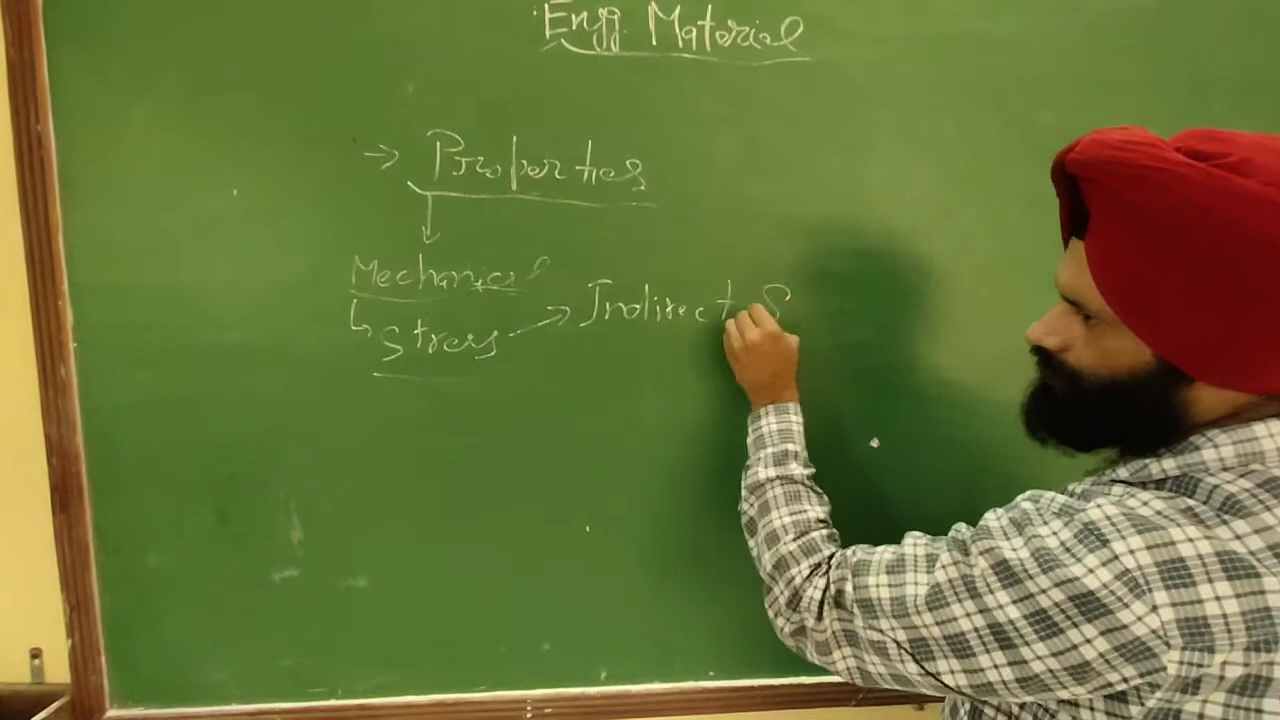 Engg. Material
→ Properties
Mechanical
Stress → Indirect S